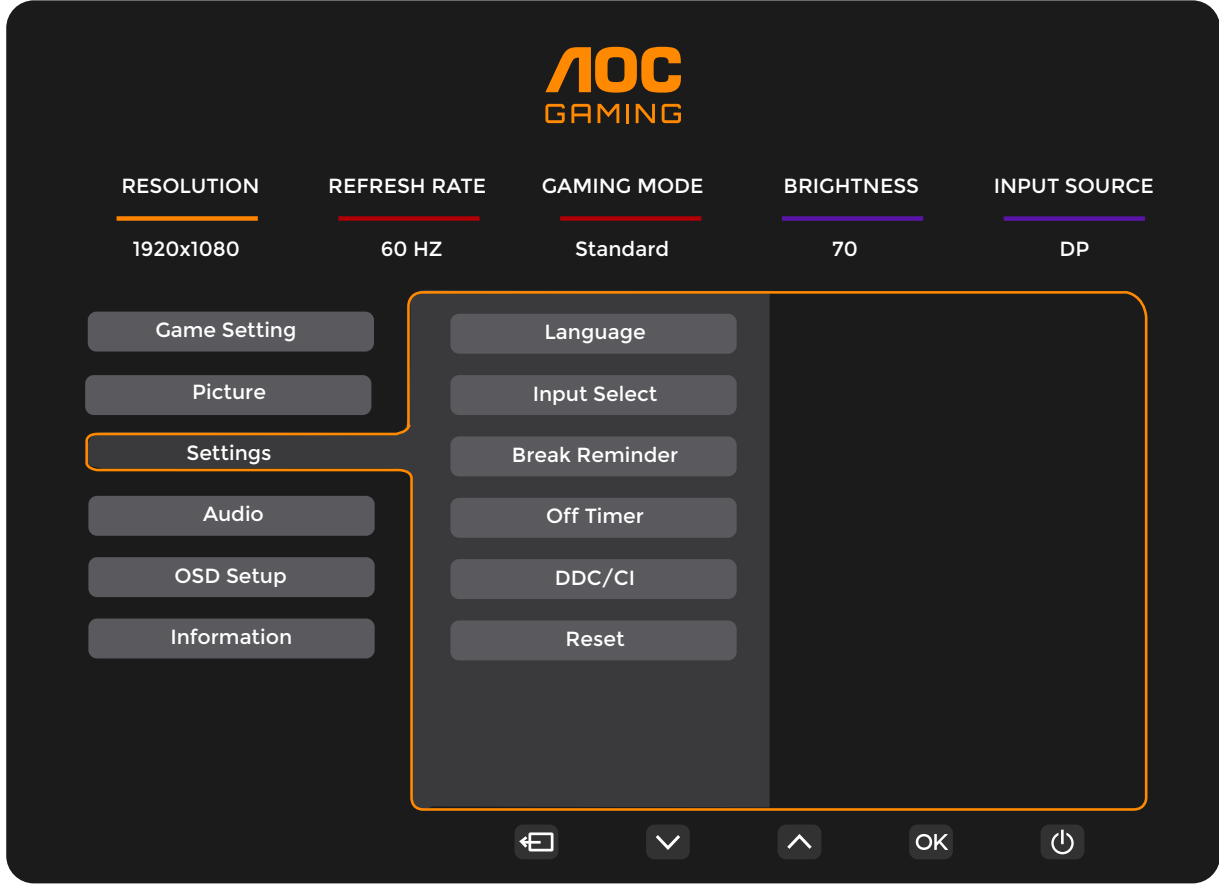 AOC
GAMING
RESOLUTION REFRESH RATE GAMING MODE BRIGHTNESS INPUT SOURCE
1920x1080 60 HZ Standard 70 DP
Game Setting
Picture
Settings
Audio
OSD Setup
Information
Language
Input Select
Break Reminder
Off Timer
DDC/CI
Reset
OK